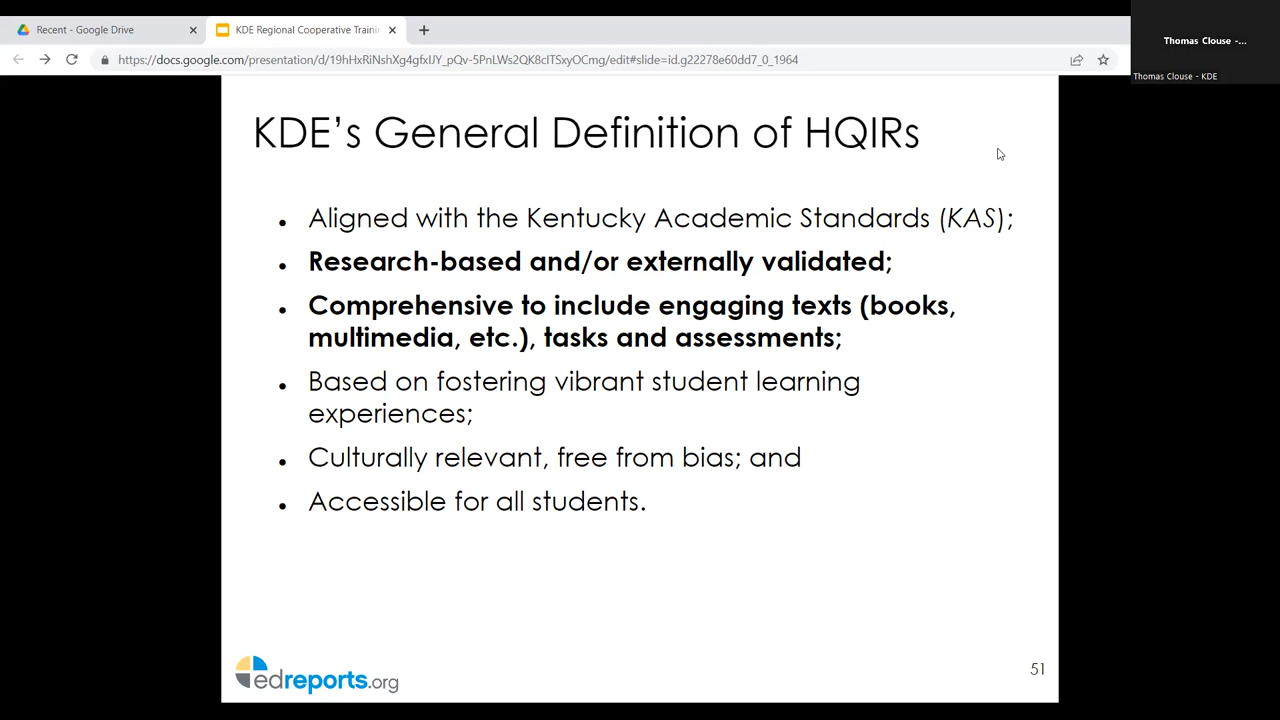 Recent - Google Drive
KDE Regional Cooperative Trainin
https://docs.google.com/presentation/d/19hHxRiNshXg4gfxIJY_pQv-5PnLWs2QK8cITSxyOCmg/edit#slide=id.g22278e60dd7_0_1964
Thomas Clouse -...
Thomas Clouse - KDE
KDE’s General Definition of HQIRs
• Aligned with the Kentucky Academic Standards (KAS);
• Research-based and/or externally validated;
• Comprehensive to include engaging texts (books,
multimedia, etc.), tasks and assessments;
• Based on fostering vibrant student learning
experiences;
• Culturally relevant, free from bias; and
• Accessible for all students.
edreports.org
51